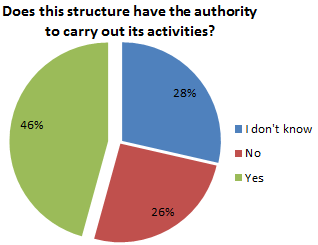 Does this structure have the authority
to carry out its activities?
28%
46%
26%
I don't know
No
Yes